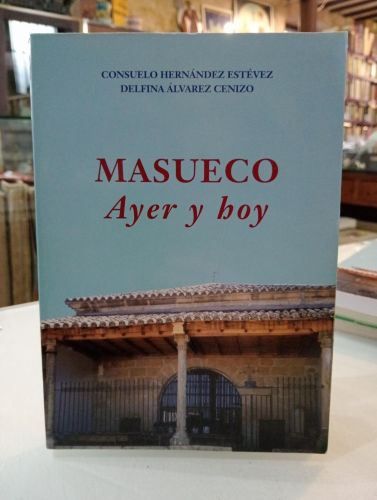 CONSUELO HERNÁNDEZ ESTÉVEZ
DELFINA ÁLVAREZ CENIZO
MASUECO
Ayer y hoy